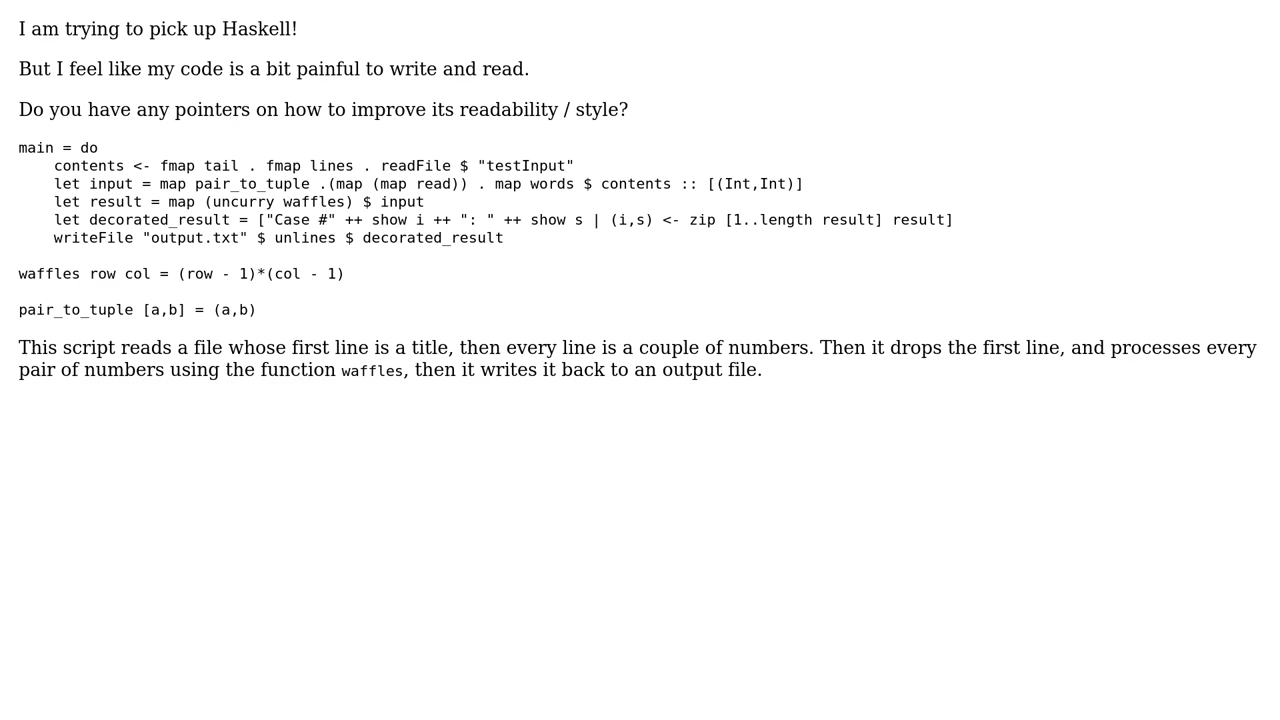 I am trying to pick up Haskell!
But I feel like my code is a bit painful to write and read.
Do you have any pointers on how to improve its readability / style?
main = do
    contents <- fmap tail . fmap lines . readFile $ "testInput"
    let input = map pair_to_tuple .(map (map read)) . map words $ contents :: [(Int,Int)]
    let result = map (uncurry waffles) $ input
    let decorated_result = ["Case #" ++ show i ++ ": " ++ show s | (i,s) <- zip [1..length result] result]
    writeFile "output.txt" $ unlines $ decorated_result
waffles row col = (row - 1)*(col - 1)
pair_to_tuple [a,b] = (a,b)
This script reads a file whose first line is a title, then every line is a couple of numbers. Then it drops the first line, and processes every
pair of numbers using the function waffles, then it writes it back to an output file.